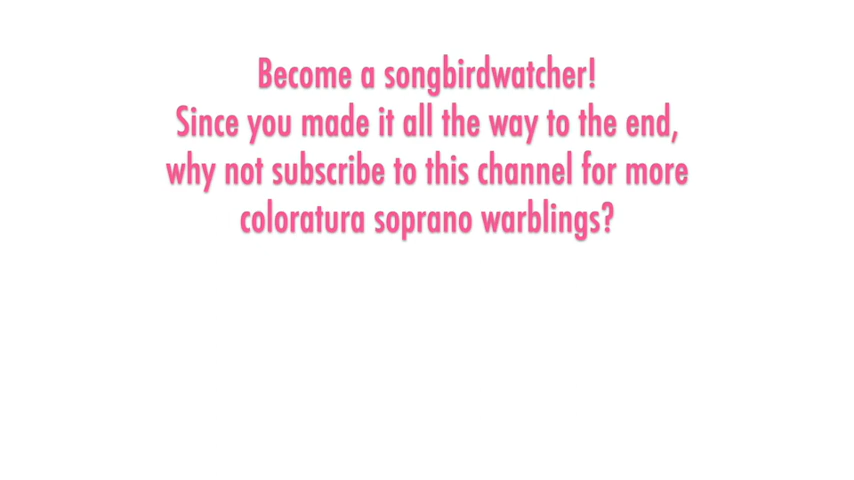 Become a songbirdwatcher!
Since you made it all the way to the end,
why not subscribe to this channel for more
coloratura soprano warblings?